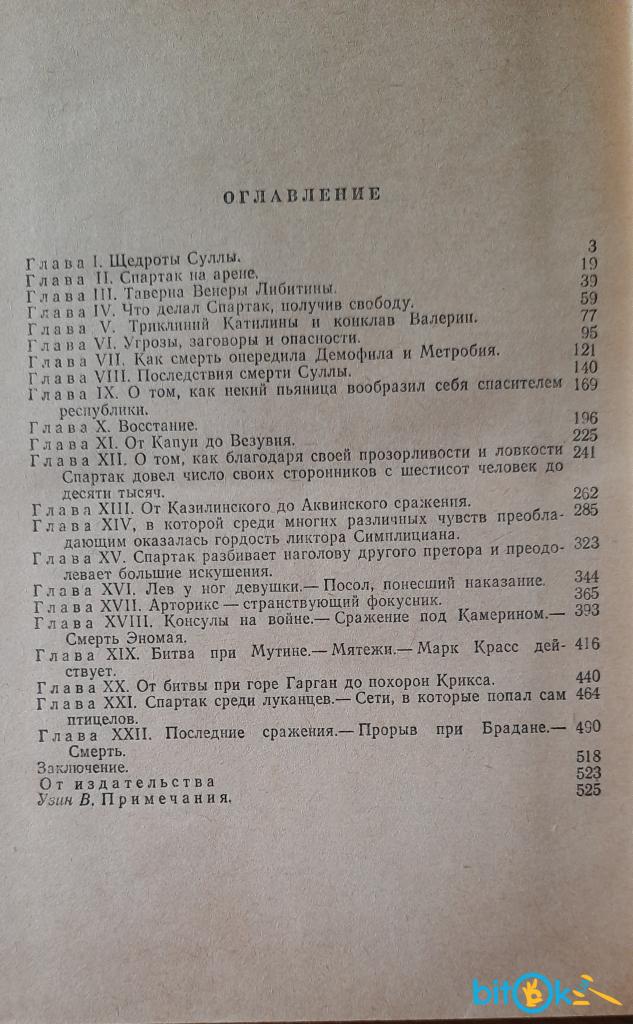 ОГЛАВЛЕНИЕ
Глава I. Щедроты Суллы. 3
Глава II. Спартак на арене. 19
Глава III. Таверна Венеры Либитины. 39
Глава IV. Что делал Спартак, получив свободу. 59
Глава V. Триклиний Катилины и конклав Валерии. 77
Глава VI. Угрозы, заговоры и опасности. 95
Глава VII. Как смерть опередила Демофила и Метробия. 121
Глава VIII. Последствия смерти Суллы. 140
Глава IX. О том, как некий пьяница вообразил себя спасителем 169
республики.
Глава X. Восстание. 196
Глава XI. От Капуи до Везувия. 225
Глава XII. О том, как благодаря своей прозорливости и ловкости 241
Спартак довел число своих сторонников с шестисот человек до
десяти тысяч.
Глава XIII. От Казилинского до Аквинского сражения. 262
Глава XIV, в которой среди многих различных чувств преобла- 285
дающим оказалась гордость ликтора Симплициана.
Глава XV. Спартак разбивает наголову другого претора и преодо- 323
левает большие искушения.
Глава XVI. Лев у ног девушки.— Посол, понесший наказание. 344
Глава XVII. Арторикс — странствующий фокусник. 365
Глава XVIII. Консулы на войне.— Сражение под Камерином.— 393
Смерть Эномая.
Глава XIX. Битва при Мутине.— Мятежи.— Марк Красс дей- 416
ствует.
Глава XX. От битвы при горе Гарган до похорон Крикса. 440
Глава XXI. Спартак среди луканцев.— Сети, в которые попал сам 464
птицелов.
Глава XXII. Последние сражения.— Прорыв при Брадане.— 490
Смерть.
Заключение. 518
От издательства 523
Узин В. Примечания. 525
bitok